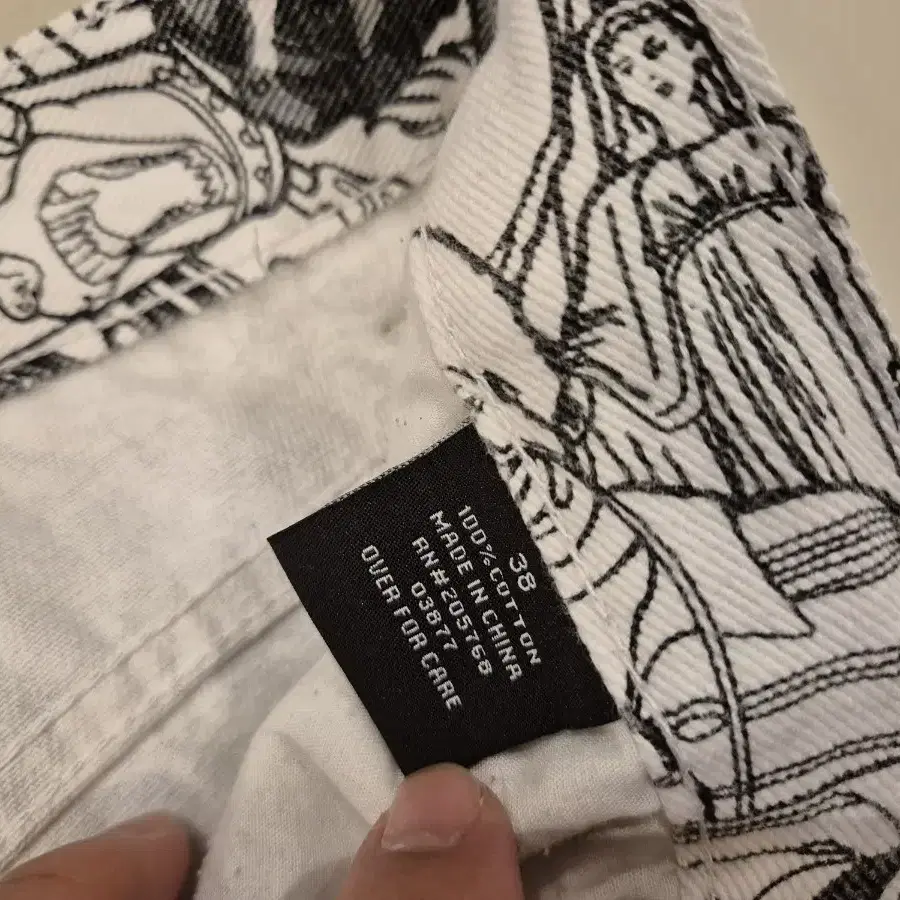 38
100% COTTON
MADE IN CHINA
RN#205768
03877
OVER FOR CARE